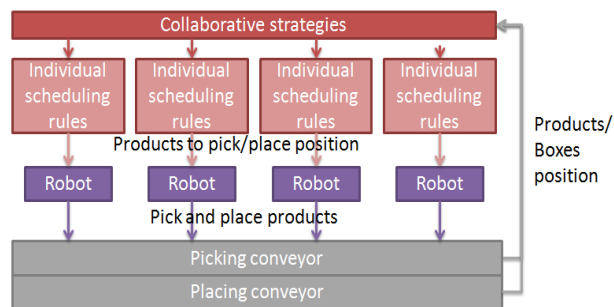 Collaborative strategies
Individual scheduling rules
Individual scheduling rules
Individual scheduling rules
Individual scheduling rules
Products to pick/place position
Products/
Boxes
position
Robot
Robot
Robot
Robot
Pick and place products
Picking conveyor
Placing conveyor